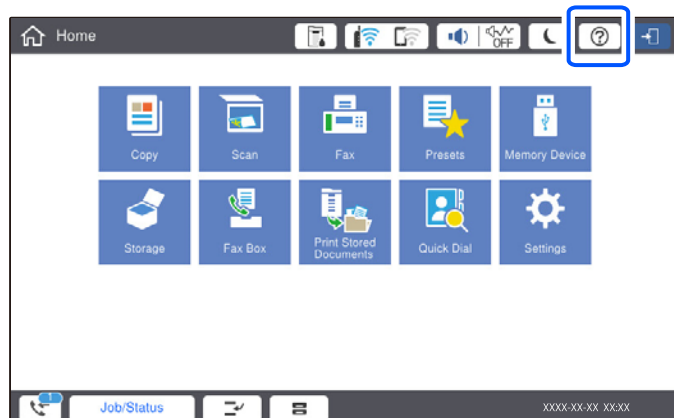 Home
OFF
?
Copy
Scan
Fax
Presets
Memory Device
Storage
Fax Box
Print Stored
Documents
Quick Dial
Settings
1
Job/Status
XXXX-XX-XX XX:XX